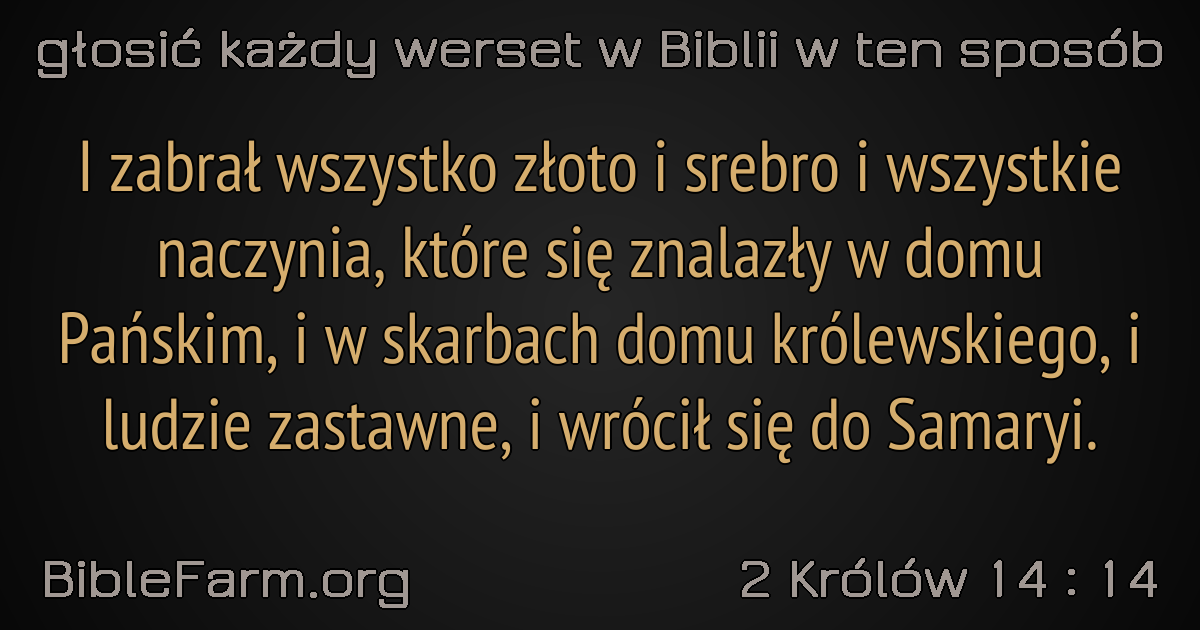 głosić każdy werset w Biblii w ten sposób
I zabrał wszystko złoto i srebro i wszystkie
naczynia, które się znalazły w domu
Pańskim, i w skarbach domu królewskiego, i
ludzie zastawne, i wrócił się do Samaryi.
BibleFarm.org
2 Królów 14 : 14